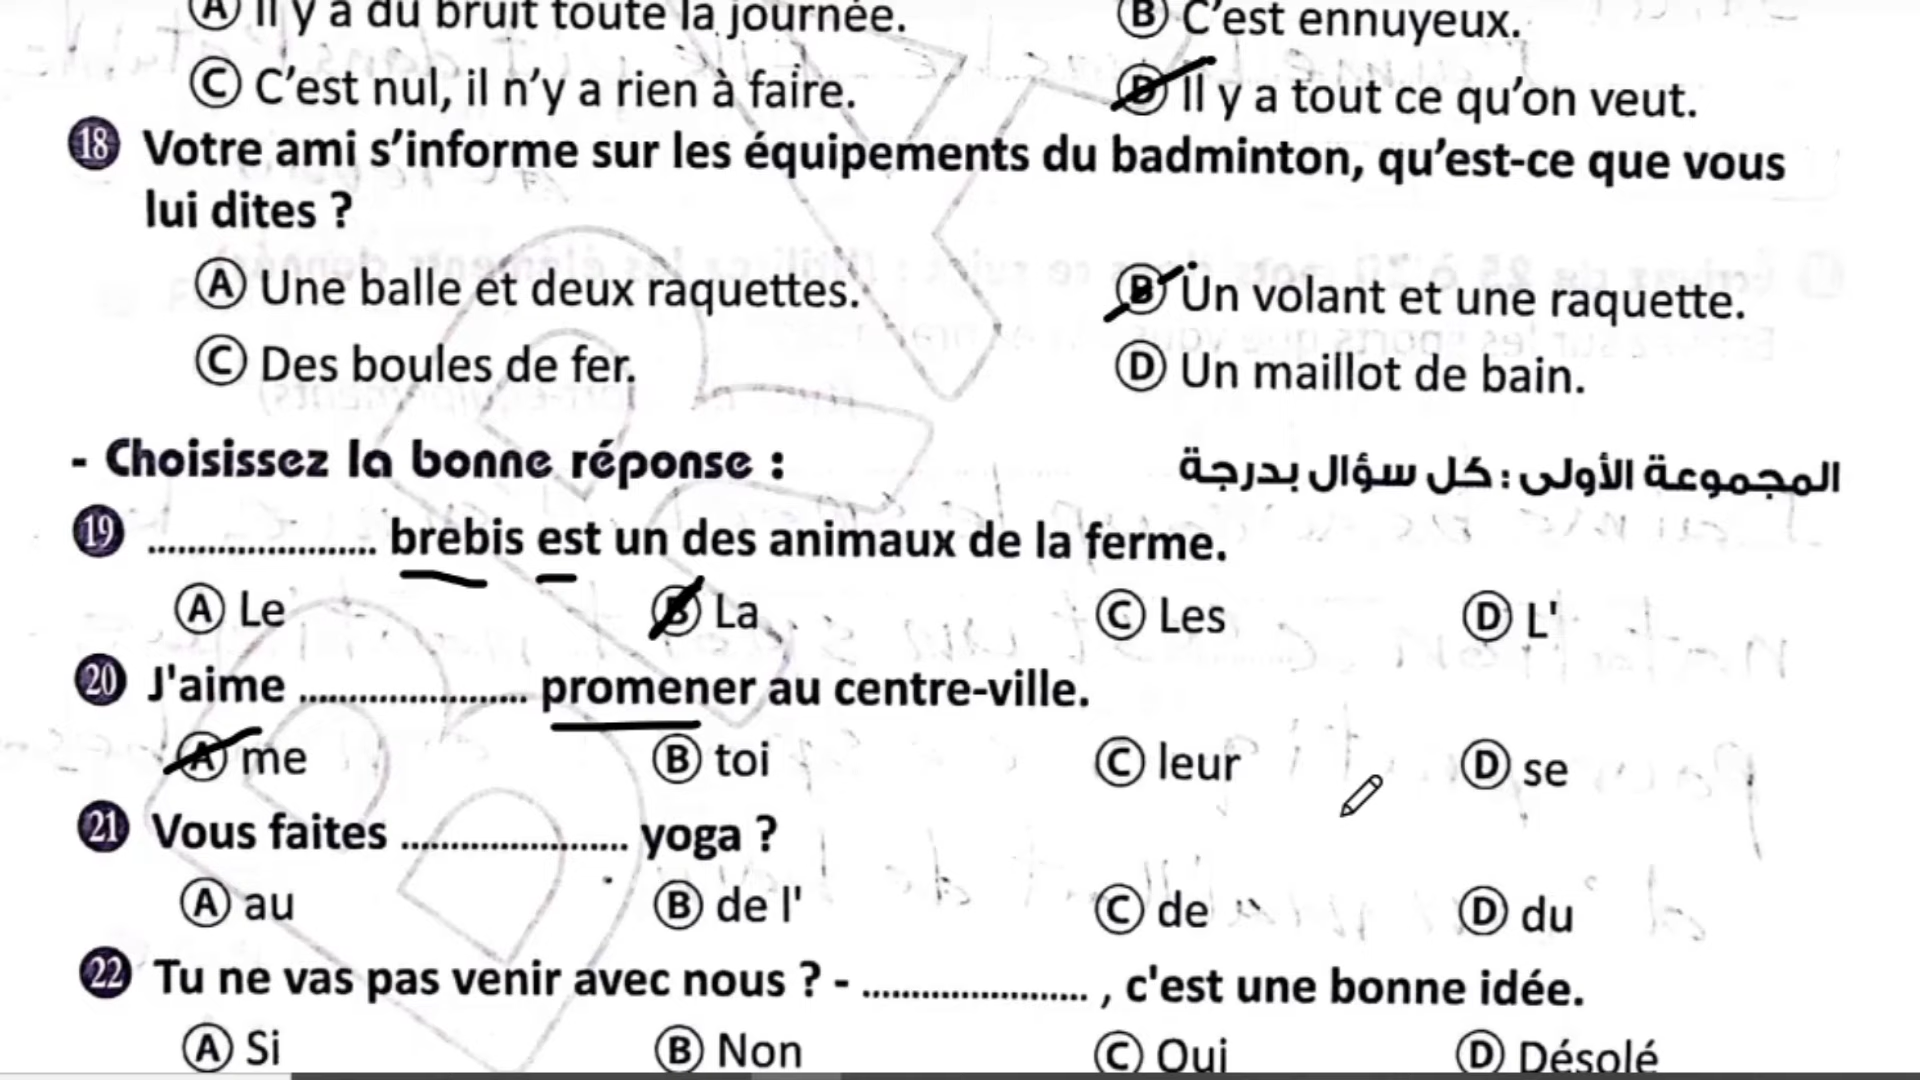 A Il y a du bruit toute la journée. B C'est ennuyeux.
C C'est nul, il n'y a rien à faire. D Il y a tout ce qu'on veut.
18 Votre ami s'informe sur les équipements du badminton, qu'est-ce que vous
lui dites ?
A Une balle et deux raquettes. B Un volant et une raquette.
C Des boules de fer. D Un maillot de bain.
- Choisissez la bonne réponse : المجموعة الأولى : كل سؤال بدرجة
19 ...................... brebis est un des animaux de la ferme.
A Le B La C Les D L'
20 J'aime ...................... promener au centre-ville.
A me B toi C leur D se
21 Vous faites ...................... yoga ?
A au B de l' C de D du
22 Tu ne vas pas venir avec nous ? - ...................... , c'est une bonne idée.
A Si B Non C Oui D Désolé